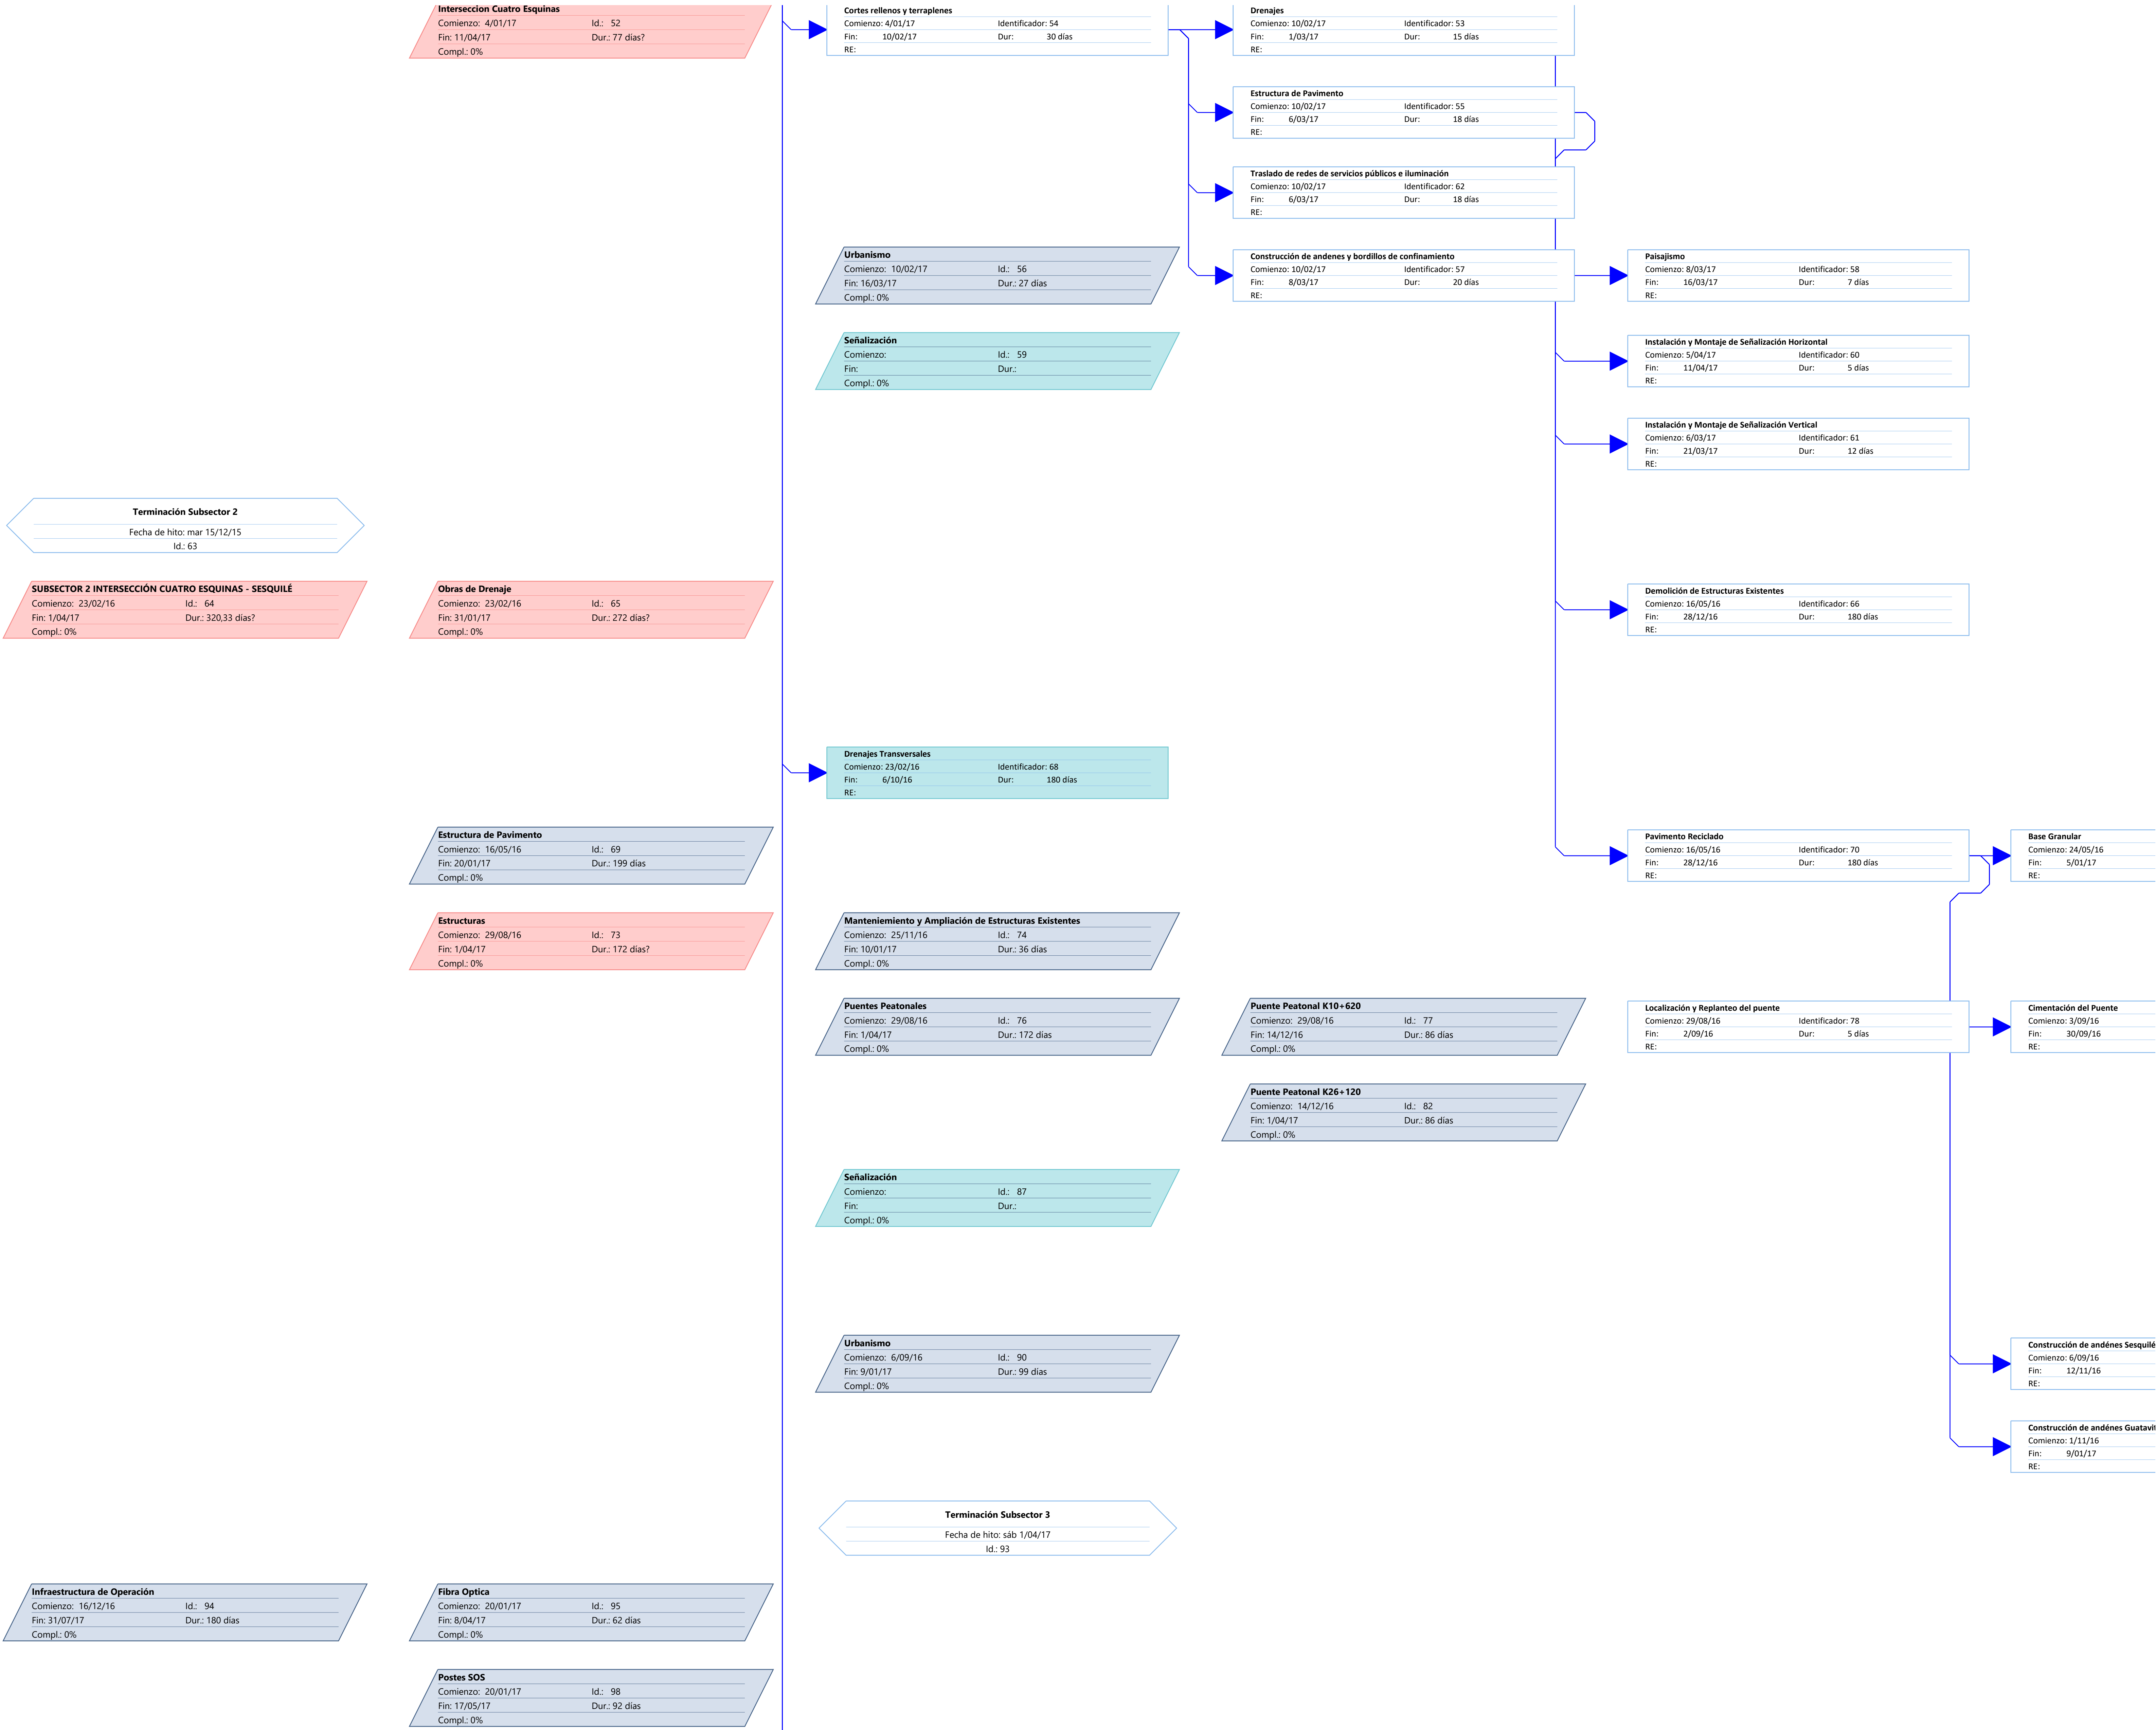 Interseccion Cuatro Esquinas
Comienzo: 4/01/17 Id.: 52
Fin: 11/04/17 Dur.: 77 días?
Compl.: 0%
Cortes rellenos y terraplenes
Comienzo: 4/01/17 Identificador: 54
Fin: 10/02/17 Dur: 30 días
RE:
Drenajes
Comienzo: 10/02/17 Identificador: 53
Fin: 1/03/17 Dur: 15 días
RE:
Estructura de Pavimento
Comienzo: 10/02/17 Identificador: 55
Fin: 6/03/17 Dur: 18 días
RE:
Traslado de redes de servicios públicos e iluminación
Comienzo: 10/02/17 Identificador: 62
Fin: 6/03/17 Dur: 18 días
RE:
Urbanismo
Comienzo: 10/02/17 Id.: 56
Fin: 16/03/17 Dur.: 27 días
Compl.: 0%
Construcción de andenes y bordillos de confinamiento
Comienzo: 10/02/17 Identificador: 57
Fin: 8/03/17 Dur: 20 días
RE:
Paisajismo
Comienzo: 8/03/17 Identificador: 58
Fin: 16/03/17 Dur: 7 días
RE:
Señalización
Comienzo: Id.: 59
Fin: Dur.:
Compl.: 0%
Instalación y Montaje de Señalización Horizontal
Comienzo: 5/04/17 Identificador: 60
Fin: 11/04/17 Dur: 5 días
RE:
Instalación y Montaje de Señalización Vertical
Comienzo: 6/03/17 Identificador: 61
Fin: 21/03/17 Dur: 12 días
RE:
Terminación Subsector 2
Fecha de hito: mar 15/12/15
Id.: 63
SUBSECTOR 2 INTERSECCIÓN CUATRO ESQUINAS - SESQUILÉ
Comienzo: 23/02/16 Id.: 64
Fin: 1/04/17 Dur.: 320,33 días?
Compl.: 0%
Obras de Drenaje
Comienzo: 23/02/16 Id.: 65
Fin: 31/01/17 Dur.: 272 días?
Compl.: 0%
Demolición de Estructuras Existentes
Comienzo: 16/05/16 Identificador: 66
Fin: 28/12/16 Dur: 180 días
RE:
Drenajes Transversales
Comienzo: 23/02/16 Identificador: 68
Fin: 6/10/16 Dur: 180 días
RE:
Estructura de Pavimento
Comienzo: 16/05/16 Id.: 69
Fin: 20/01/17 Dur.: 199 días
Compl.: 0%
Pavimento Reciclado
Comienzo: 16/05/16 Identificador: 70
Fin: 28/12/16 Dur: 180 días
RE:
Base Granular
Comienzo: 24/05/16
Fin: 5/01/17
RE:
Estructuras
Comienzo: 29/08/16 Id.: 73
Fin: 1/04/17 Dur.: 172 días?
Compl.: 0%
Manteniemiento y Ampliación de Estructuras Existentes
Comienzo: 25/11/16 Id.: 74
Fin: 10/01/17 Dur.: 36 días
Compl.: 0%
Puentes Peatonales
Comienzo: 29/08/16 Id.: 76
Fin: 1/04/17 Dur.: 172 días
Compl.: 0%
Puente Peatonal K10+620
Comienzo: 29/08/16 Id.: 77
Fin: 14/12/16 Dur.: 86 días
Compl.: 0%
Localización y Replanteo del puente
Comienzo: 29/08/16 Identificador: 78
Fin: 2/09/16 Dur: 5 días
RE:
Cimentación del Puente
Comienzo: 3/09/16
Fin: 30/09/16
RE:
Puente Peatonal K26+120
Comienzo: 14/12/16 Id.: 82
Fin: 1/04/17 Dur.: 86 días
Compl.: 0%
Señalización
Comienzo: Id.: 87
Fin: Dur.:
Compl.: 0%
Urbanismo
Comienzo: 6/09/16 Id.: 90
Fin: 9/01/17 Dur.: 99 días
Compl.: 0%
Construcción de andénes Sesquilé
Comienzo: 6/09/16
Fin: 12/11/16
RE:
Construcción de andénes Guatavit
Comienzo: 1/11/16
Fin: 9/01/17
RE:
Terminación Subsector 3
Fecha de hito: sáb 1/04/17
Id.: 93
Infraestructura de Operación
Comienzo: 16/12/16 Id.: 94
Fin: 31/07/17 Dur.: 180 días
Compl.: 0%
Fibra Optica
Comienzo: 20/01/17 Id.: 95
Fin: 8/04/17 Dur.: 62 días
Compl.: 0%
Postes SOS
Comienzo: 20/01/17 Id.: 98
Fin: 17/05/17 Dur.: 92 días
Compl.: 0%